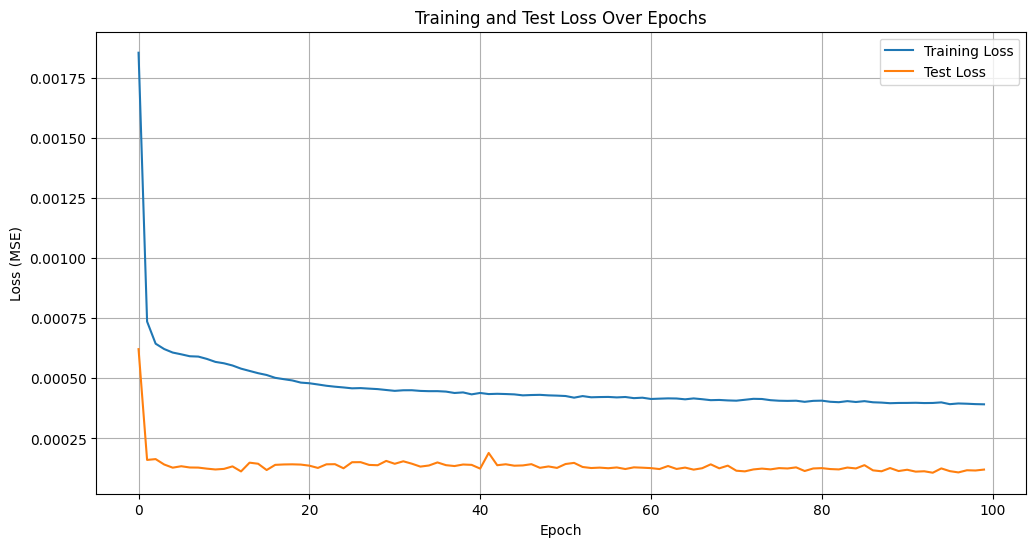 Training and Test Loss Over Epochs
Training Loss
Test Loss
Loss (MSE)
0.00175
0.00150
0.00125
0.00100
0.00075
0.00050
0.00025
0 20 40 60 80 100
Epoch